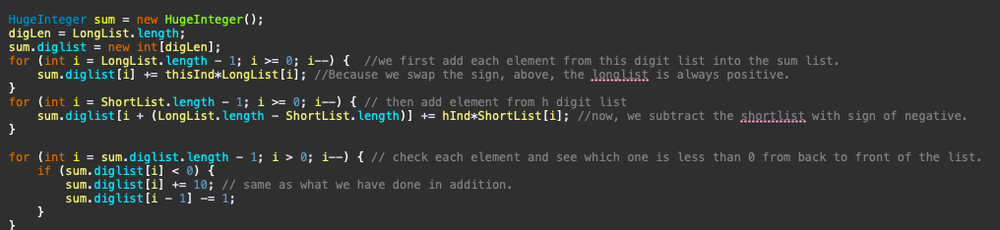 HugeInteger sum = new HugeInteger();
digLen = LongList.length;
sum.diglist = new int[digLen];
for (int i = LongList.length - 1; i >= 0; i--) {  //we first add each element from this digit list into the sum list.
    sum.diglist[i] += thisInd*LongList[i]; //Because we swap the sign, above, the longlist is always positive.
}
for (int i = ShortList.length - 1; i >= 0; i--) { // then add element from h digit list
    sum.diglist[i + (LongList.length - ShortList.length)] += hInd*ShortList[i]; //now, we subtract the shortlist with sign of negative.
}

for (int i = sum.diglist.length - 1; i > 0; i--) { // check each element and see which one is less than 0 from back to front of the list.
    if (sum.diglist[i] < 0) {
        sum.diglist[i] += 10; // same as what we have done in addition.
        sum.diglist[i - 1] -= 1;
    }
}